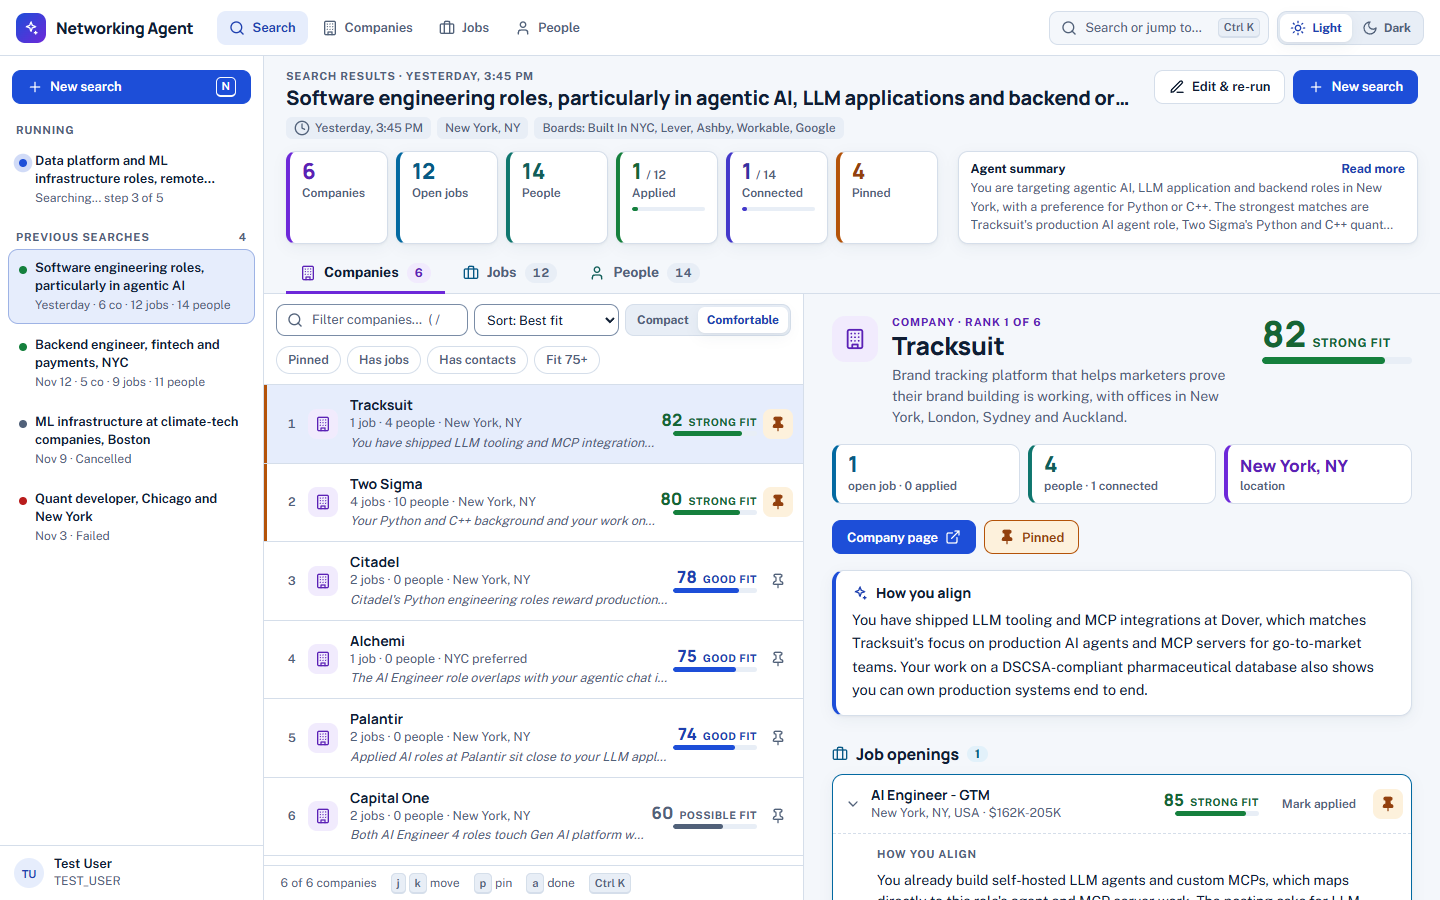 Networking Agent
Search
Companies
Jobs
People
Search or jump to...
Ctrl K
Light
Dark
New search
N
RUNNING
Data platform and ML
infrastructure roles, remote...
Searching... step 3 of 5
PREVIOUS SEARCHES
4
Software engineering roles,
particularly in agentic AI
Yesterday · 6 co · 12 jobs · 14 people
Backend engineer, fintech and
payments, NYC
Nov 12 · 5 co · 9 jobs · 11 people
ML infrastructure at climate-tech
companies, Boston
Nov 9 · Cancelled
Quant developer, Chicago and
New York
Nov 3 · Failed
TU
Test User
TEST_USER
SEARCH RESULTS · YESTERDAY, 3:45 PM
Software engineering roles, particularly in agentic AI, LLM applications and backend or...
Edit & re-run
New search
Yesterday, 3:45 PM
New York, NY
Boards: Built In NYC, Lever, Ashby, Workable, Google
6
Companies
12
Open jobs
14
People
1 / 12
Applied
1 / 14
Connected
4
Pinned
Agent summary
Read more
You are targeting agentic AI, LLM application and backend roles in New
York, with a preference for Python or C++. The strongest matches are
Tracksuit's production AI agent role, Two Sigma's Python and C++ quant...
Companies 6
Jobs 12
People 14
Filter companies... ( /
Sort: Best fit
Compact
Comfortable
Pinned
Has jobs
Has contacts
Fit 75+
1
Tracksuit
1 job · 4 people · New York, NY
You have shipped LLM tooling and MCP integration...
82 STRONG FIT
2
Two Sigma
4 jobs · 10 people · New York, NY
Your Python and C++ background and your work on...
80 STRONG FIT
3
Citadel
2 jobs · 0 people · New York, NY
Citadel's Python engineering roles reward production...
78 GOOD FIT
4
Alchemi
1 job · 0 people · NYC preferred
The AI Engineer role overlaps with your agentic chat i...
75 GOOD FIT
5
Palantir
2 jobs · 0 people · New York, NY
Applied AI roles at Palantir sit close to your LLM appl...
74 GOOD FIT
6
Capital One
2 jobs · 0 people · New York, NY
Both AI Engineer 4 roles touch Gen AI platform w...
60 POSSIBLE FIT
6 of 6 companies
j k move
p pin
a done
Ctrl K
COMPANY · RANK 1 OF 6
Tracksuit
Brand tracking platform that helps marketers prove
their brand building is working, with offices in New
York, London, Sydney and Auckland.
82 STRONG FIT
1
open job · 0 applied
4
people · 1 connected
New York, NY
location
Company page
Pinned
How you align
You have shipped LLM tooling and MCP integrations at Dover, which matches
Tracksuit's focus on production AI agents and MCP servers for go-to-market
teams. Your work on a DSCSA-compliant pharmaceutical database also shows
you can own production systems end to end.
Job openings 1
AI Engineer - GTM
New York, NY, USA · $162K-205K
85 STRONG FIT
Mark applied
HOW YOU ALIGN
You already build self-hosted LLM agents and custom MCPs, which maps
directly to this role's agent and MCP server work. The posting asks for LLM